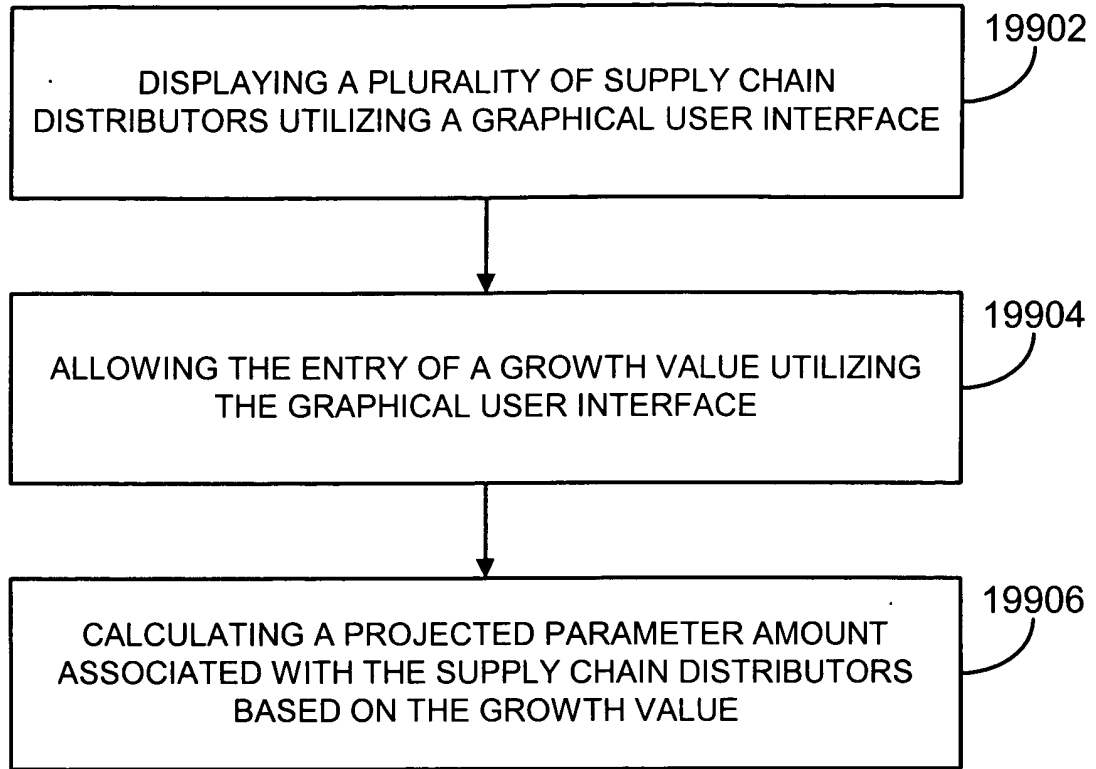 19902
DISPLAYING A PLURALITY OF SUPPLY CHAIN
DISTRIBUTORS UTILIZING A GRAPHICAL USER INTERFACE
19904
ALLOWING THE ENTRY OF A GROWTH VALUE UTILIZING
THE GRAPHICAL USER INTERFACE
19906
CALCULATING A PROJECTED PARAMETER AMOUNT
ASSOCIATED WITH THE SUPPLY CHAIN DISTRIBUTORS
BASED ON THE GROWTH VALUE